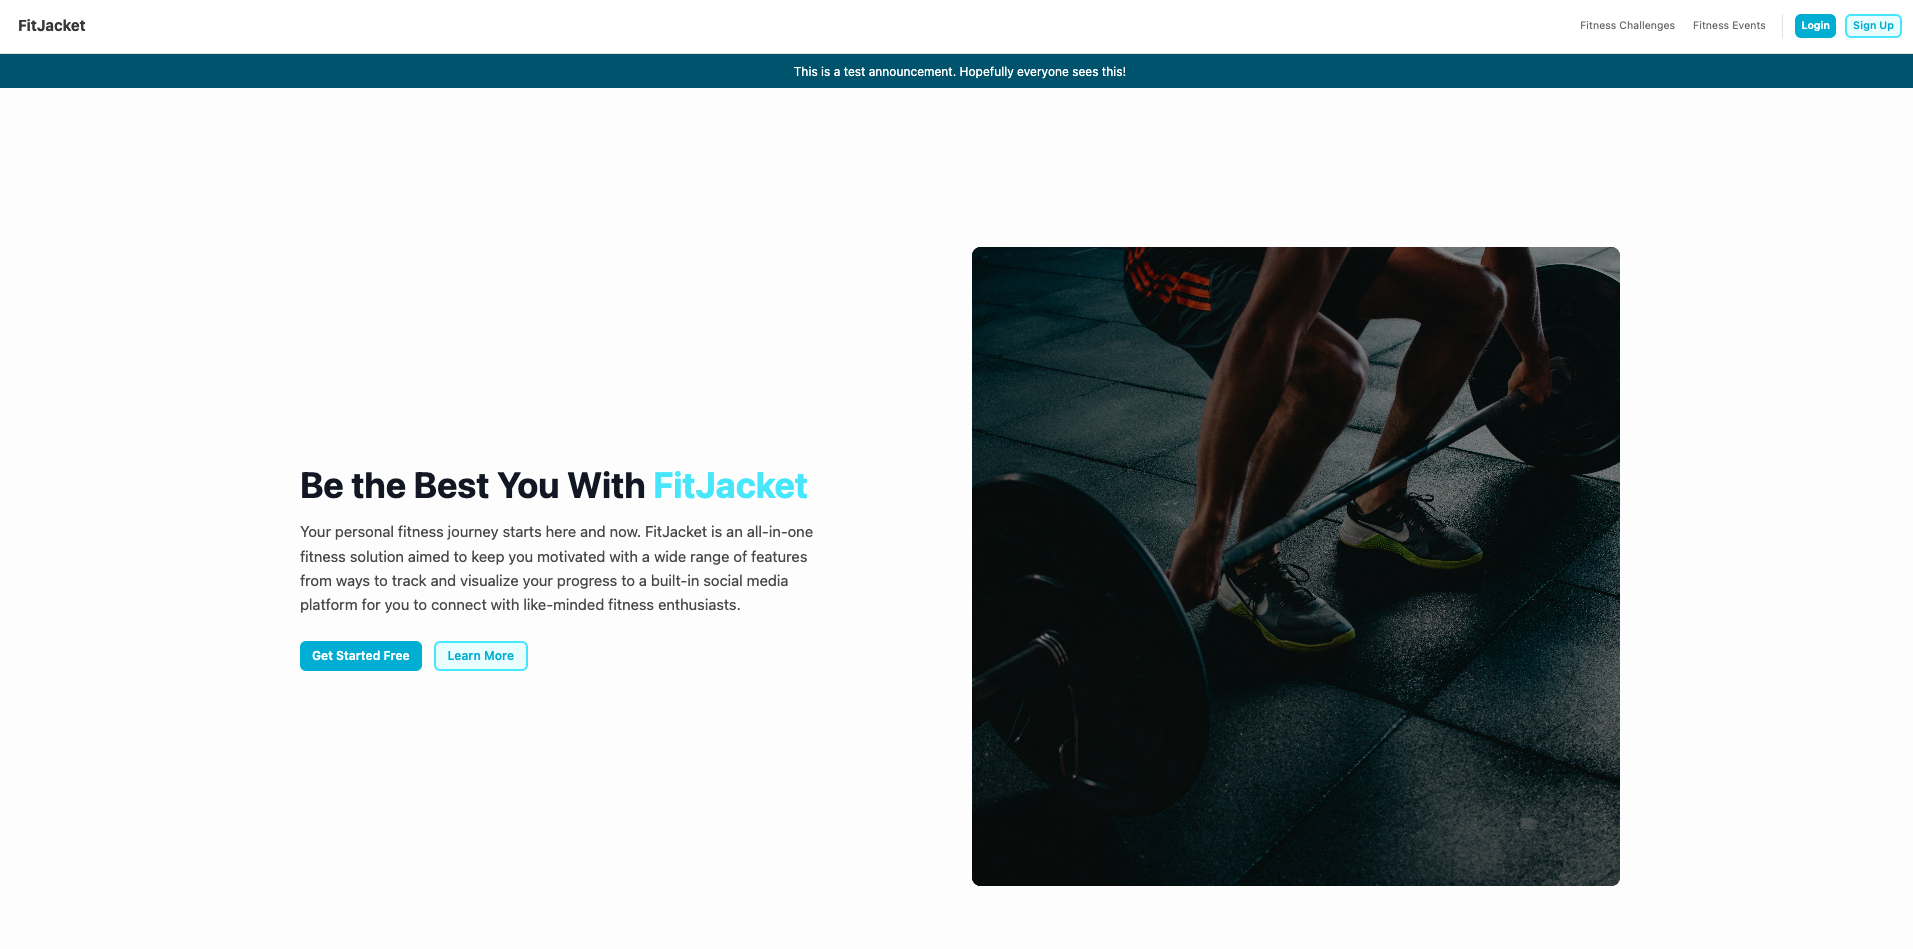 FitJacket
Fitness Challenges
Fitness Events
Login
Sign Up
This is a test announcement. Hopefully everyone sees this!
Be the Best You With FitJacket
Your personal fitness journey starts here and now. FitJacket is an all-in-one
fitness solution aimed to keep you motivated with a wide range of features
from ways to track and visualize your progress to a built-in social media
platform for you to connect with like-minded fitness enthusiasts.
Get Started Free
Learn More